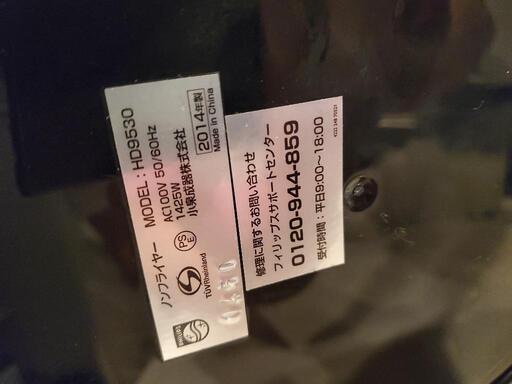 ノンフライヤー MODEL : HD9530
AC100V 50/60Hz
1425W
小泉成器株式会社
2014年製
Made in China
PS
E
TÜVRheinland
PHILIPS
修理に関するお問い合わせ
フィリップスサポートセンター
0120-944-859
受付時間：平日9:00～18:00